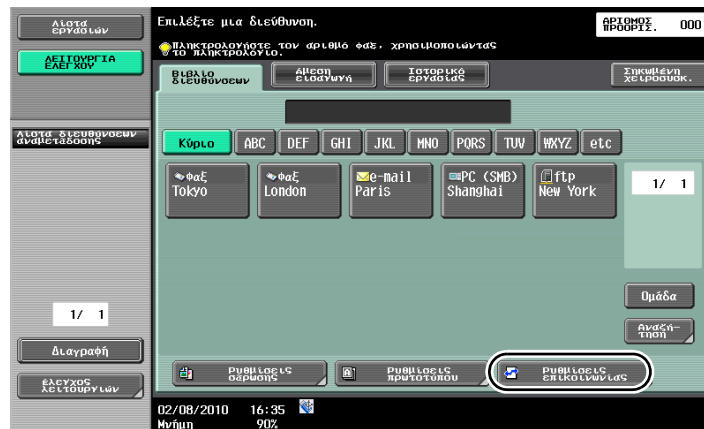 Λίστα
εργασιών
ΛΕΙΤΟΥΡΓΙΑ
ΕΛΕΓΧΟΥ
Λίστα διευθύνσεων
αναμετάδοσης
1/ 1
Διαγραφή
Έλεγχος
λειτουργιών
Επιλέξτε μια διεύθυνση.
Πληκτρολογήστε τον αριθμό φαξ, χρησιμοποιώντας
το πληκτρολόγιο.
ΑΡΙΘΜΟΣ
ΠΡΟΟΡΙΣ. 000
Βιβλίο
διευθύνσεων
Άμεση
εισαγωγή
Ιστορικό
εργασίας
Σηκωμένη
χειροσυσκ.
Κύριο ABC DEF GHI JKL MNO PQRS TUV WXYZ etc
Φαξ
Tokyo
Φαξ
London
e-mail
Paris
PC (SMB)
Shanghai
ftp
New York
1/ 1
Ομάδα
Αναζή-
τηση
Ρυθμίσεις
σάρωσης
Ρυθμίσεις
πρωτοτύπου
Ρυθμίσεις
επικοινωνίας
02/08/2010 16:35
Μνήμη 90%